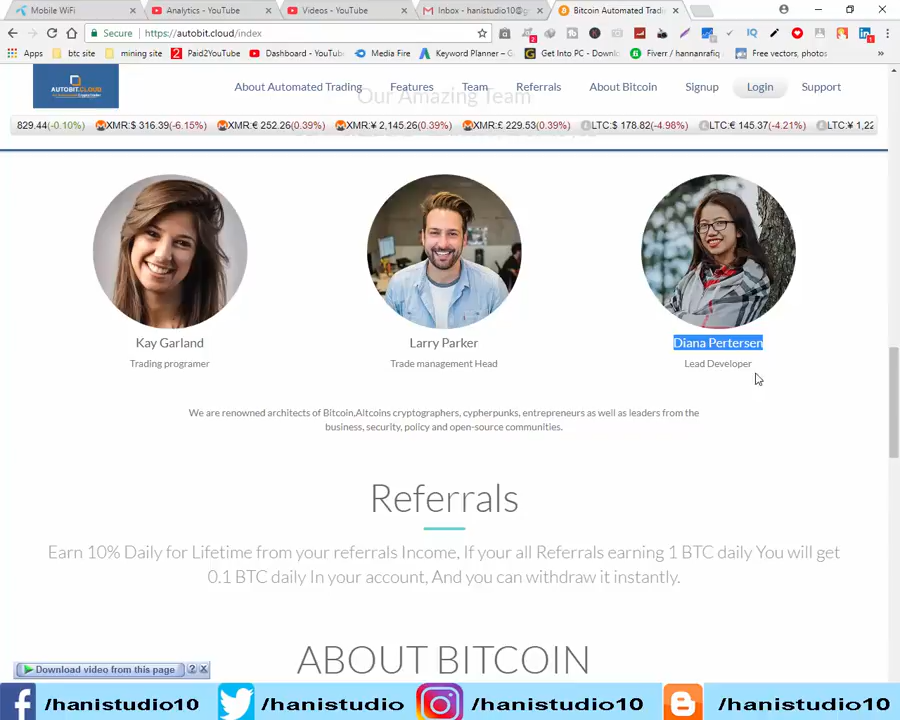 Mobile WiFi
Analytics - YouTube
Videos - YouTube
Inbox - hanistudio10@g
Bitcoin Automated Tradi
Secure
https://autobit.cloud/index
Apps
btc site
mining site
Paid2YouTube
Dashboard - YouTub
Media Fire
Keyword Planner – G
Get Into PC - Downl
Fiverr / hannanrafiq
Free vectors, photos
AUTOBIT.CLOUD
About Automated Trading
Features
Team
Referrals
About Bitcoin
Signup
Login
Support
Our Amazing Team
829.44(-0.10%)
XMR:$ 316.39(-6.15%)
XMR:€ 252.26(0.39%)
XMR:¥ 2,145.26(0.39%)
XMR:£ 229.53(0.39%)
LTC:$ 178.82(-4.98%)
LTC:€ 145.37(-4.21%)
LTC:¥ 1,22
Kay Garland
Larry Parker
Diana Pertersen
Trading programer
Trade management Head
Lead Developer
We are renowned architects of Bitcoin,Altcoins cryptographers, cypherpunks, entrepreneurs as well as leaders from the
business, security, policy and open-source communities.
Referrals
Earn 10% Daily for Lifetime from your referrals Income, If your all Referrals earning 1 BTC daily You will get
0.1 BTC daily In your account, And you can withdraw it instantly.
ABOUT BITCOIN
Download video from this page
? X
/hanistudio10
/hanistudio
/hanistudio10
/hanistudio10